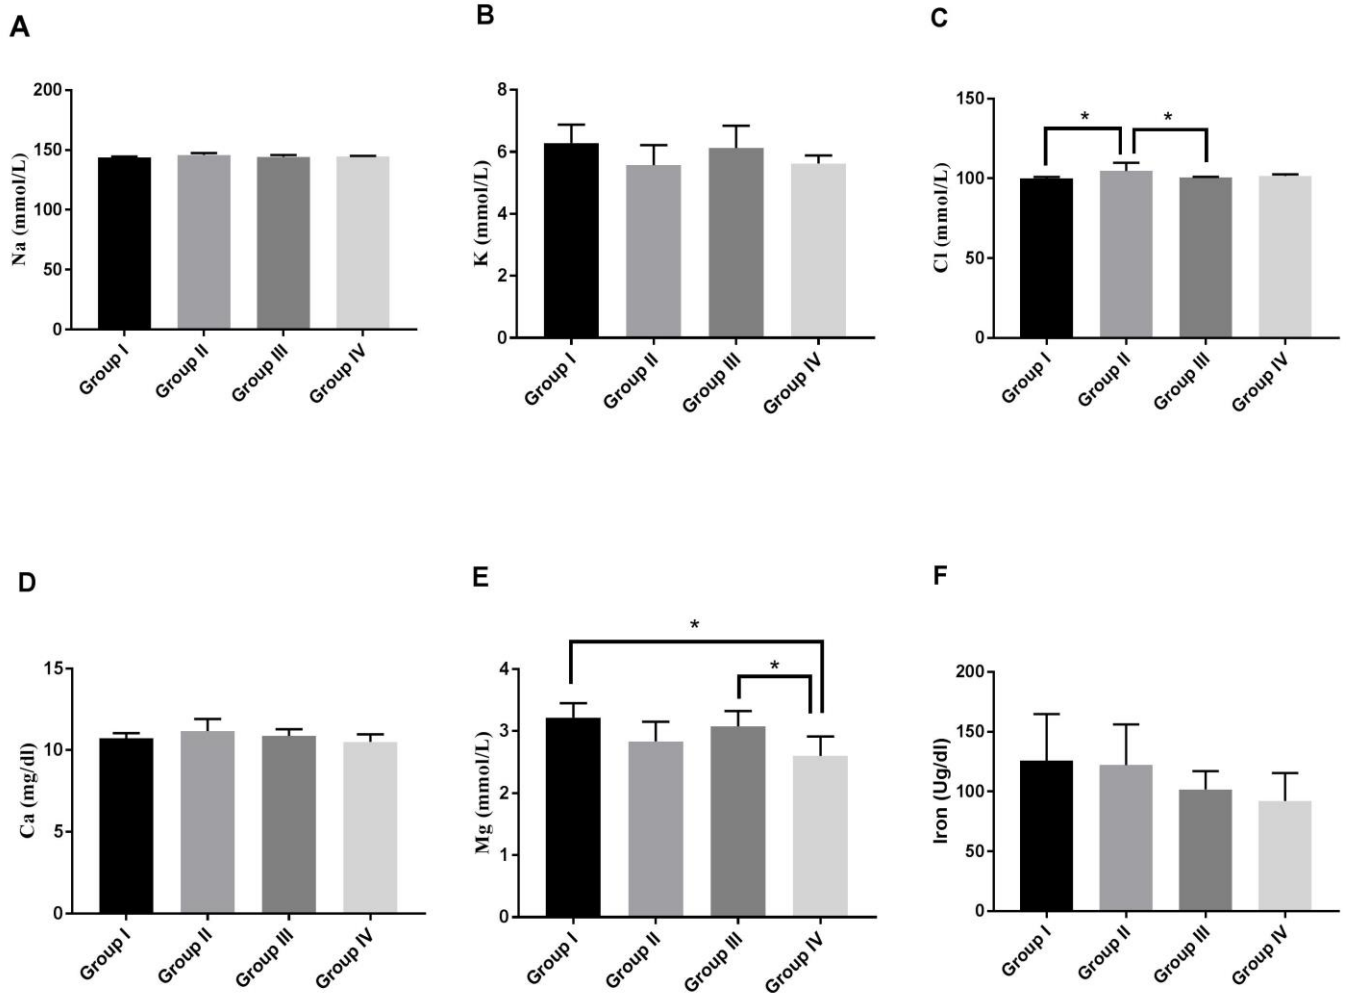 A
200
150
100
50
0
Na (mmol/L)
Group I
Group II
Group III
Group IV
B
8
6
4
2
0
K (mmol/L)
Group I
Group II
Group III
Group IV
C
150
100
50
0
Cl (mmol/L)
*
*
Group I
Group II
Group III
Group IV
D
15
10
5
0
Ca (mg/dl)
Group I
Group II
Group III
Group IV
E
4
3
2
1
0
Mg (mmol/L)
*
*
Group I
Group II
Group III
Group IV
F
200
150
100
50
0
Iron (Ug/dl)
Group I
Group II
Group III
Group IV